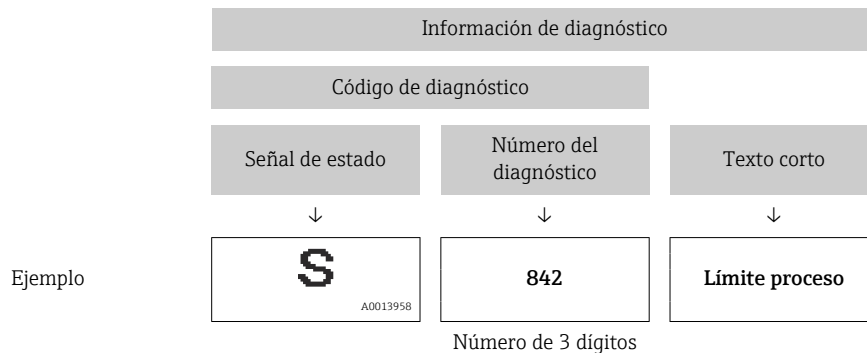 Información de diagnóstico
Código de diagnóstico
Señal de estado
Número del
diagnóstico
Texto corto
↓ ↓ ↓
Ejemplo
S
A0013958
842
Límite proceso
Número de 3 dígitos